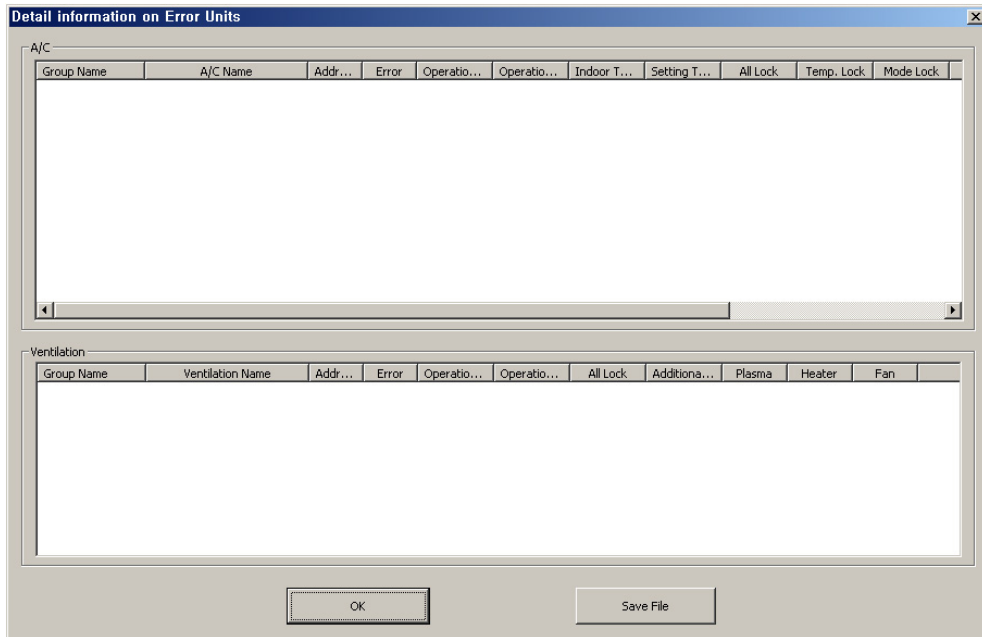 Detail information on Error Units
A/C
Group Name A/C Name Addr... Error Operatio... Operatio... Indoor T... Setting T... All Lock Temp. Lock Mode Lock
Ventilation
Group Name Ventilation Name Addr... Error Operatio... Operatio... All Lock Additiona... Plasma Heater Fan
OK Save File